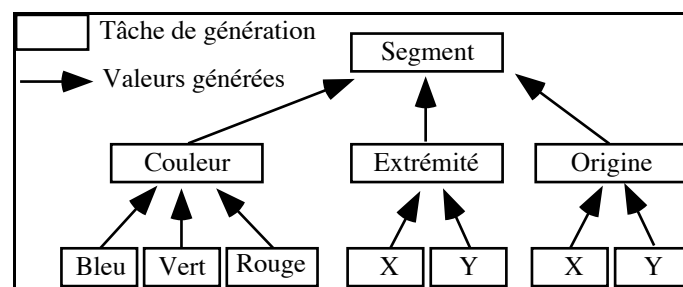 Tâche de génération
Segment
Valeurs générées
Couleur Extrémité Origine
Bleu Vert Rouge X Y X Y